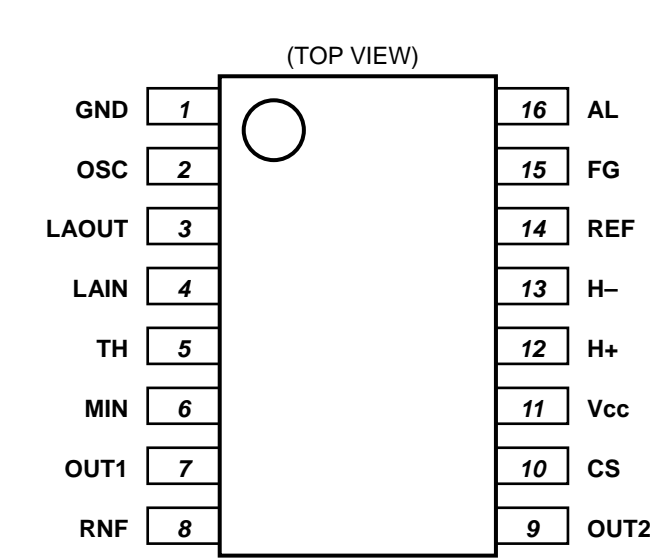 (TOP VIEW)
GND 1 16 AL
OSC 2 15 FG
LAOUT 3 14 REF
LAIN 4 13 H–
TH 5 12 H+
MIN 6 11 Vcc
OUT1 7 10 CS
RNF 8 9 OUT2